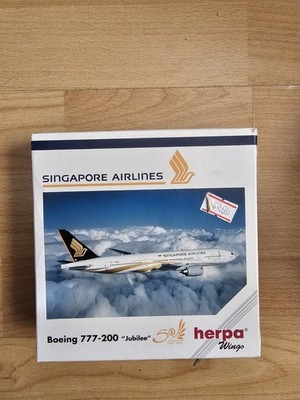 SINGAPORE AIRLINES
SINGAPORE AIRLINES
Boeing 777-200 "Jubilee" 50
herpa
Wings